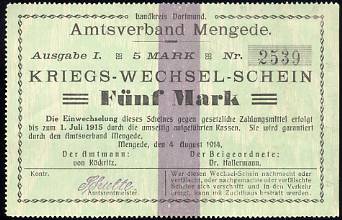 Landkreis Dortmund.
Amtsverband Mengede.
Ausgabe I. 5 MARK Nr. 2539
KRIEGS-WECHSEL-SCHEIN
Fünf Mark
Die Einwechselung dieses Scheines gegen gesetzliche Zahlungsmittel erfolgt
bis zum 1. Juli 1915 durch die umseitig aufgeführten Kassen. Sie wird garantiert
durch den Amtsverband Mengede.
Mengede, den 4 August 1914.
Der Amtmann: Der Beigeordnete:
von Köckritz. Dr. Hallermann.
Kontr.
Schulte
Amtsrentmeister.
Wer diesen Wechsel-Schein nachmacht oder
verfälscht, oder nachgemachte oder verfälschte
Scheine sich verschafft und in den Verkehr
bringt, kann mit Zuchthaus bestraft werden.